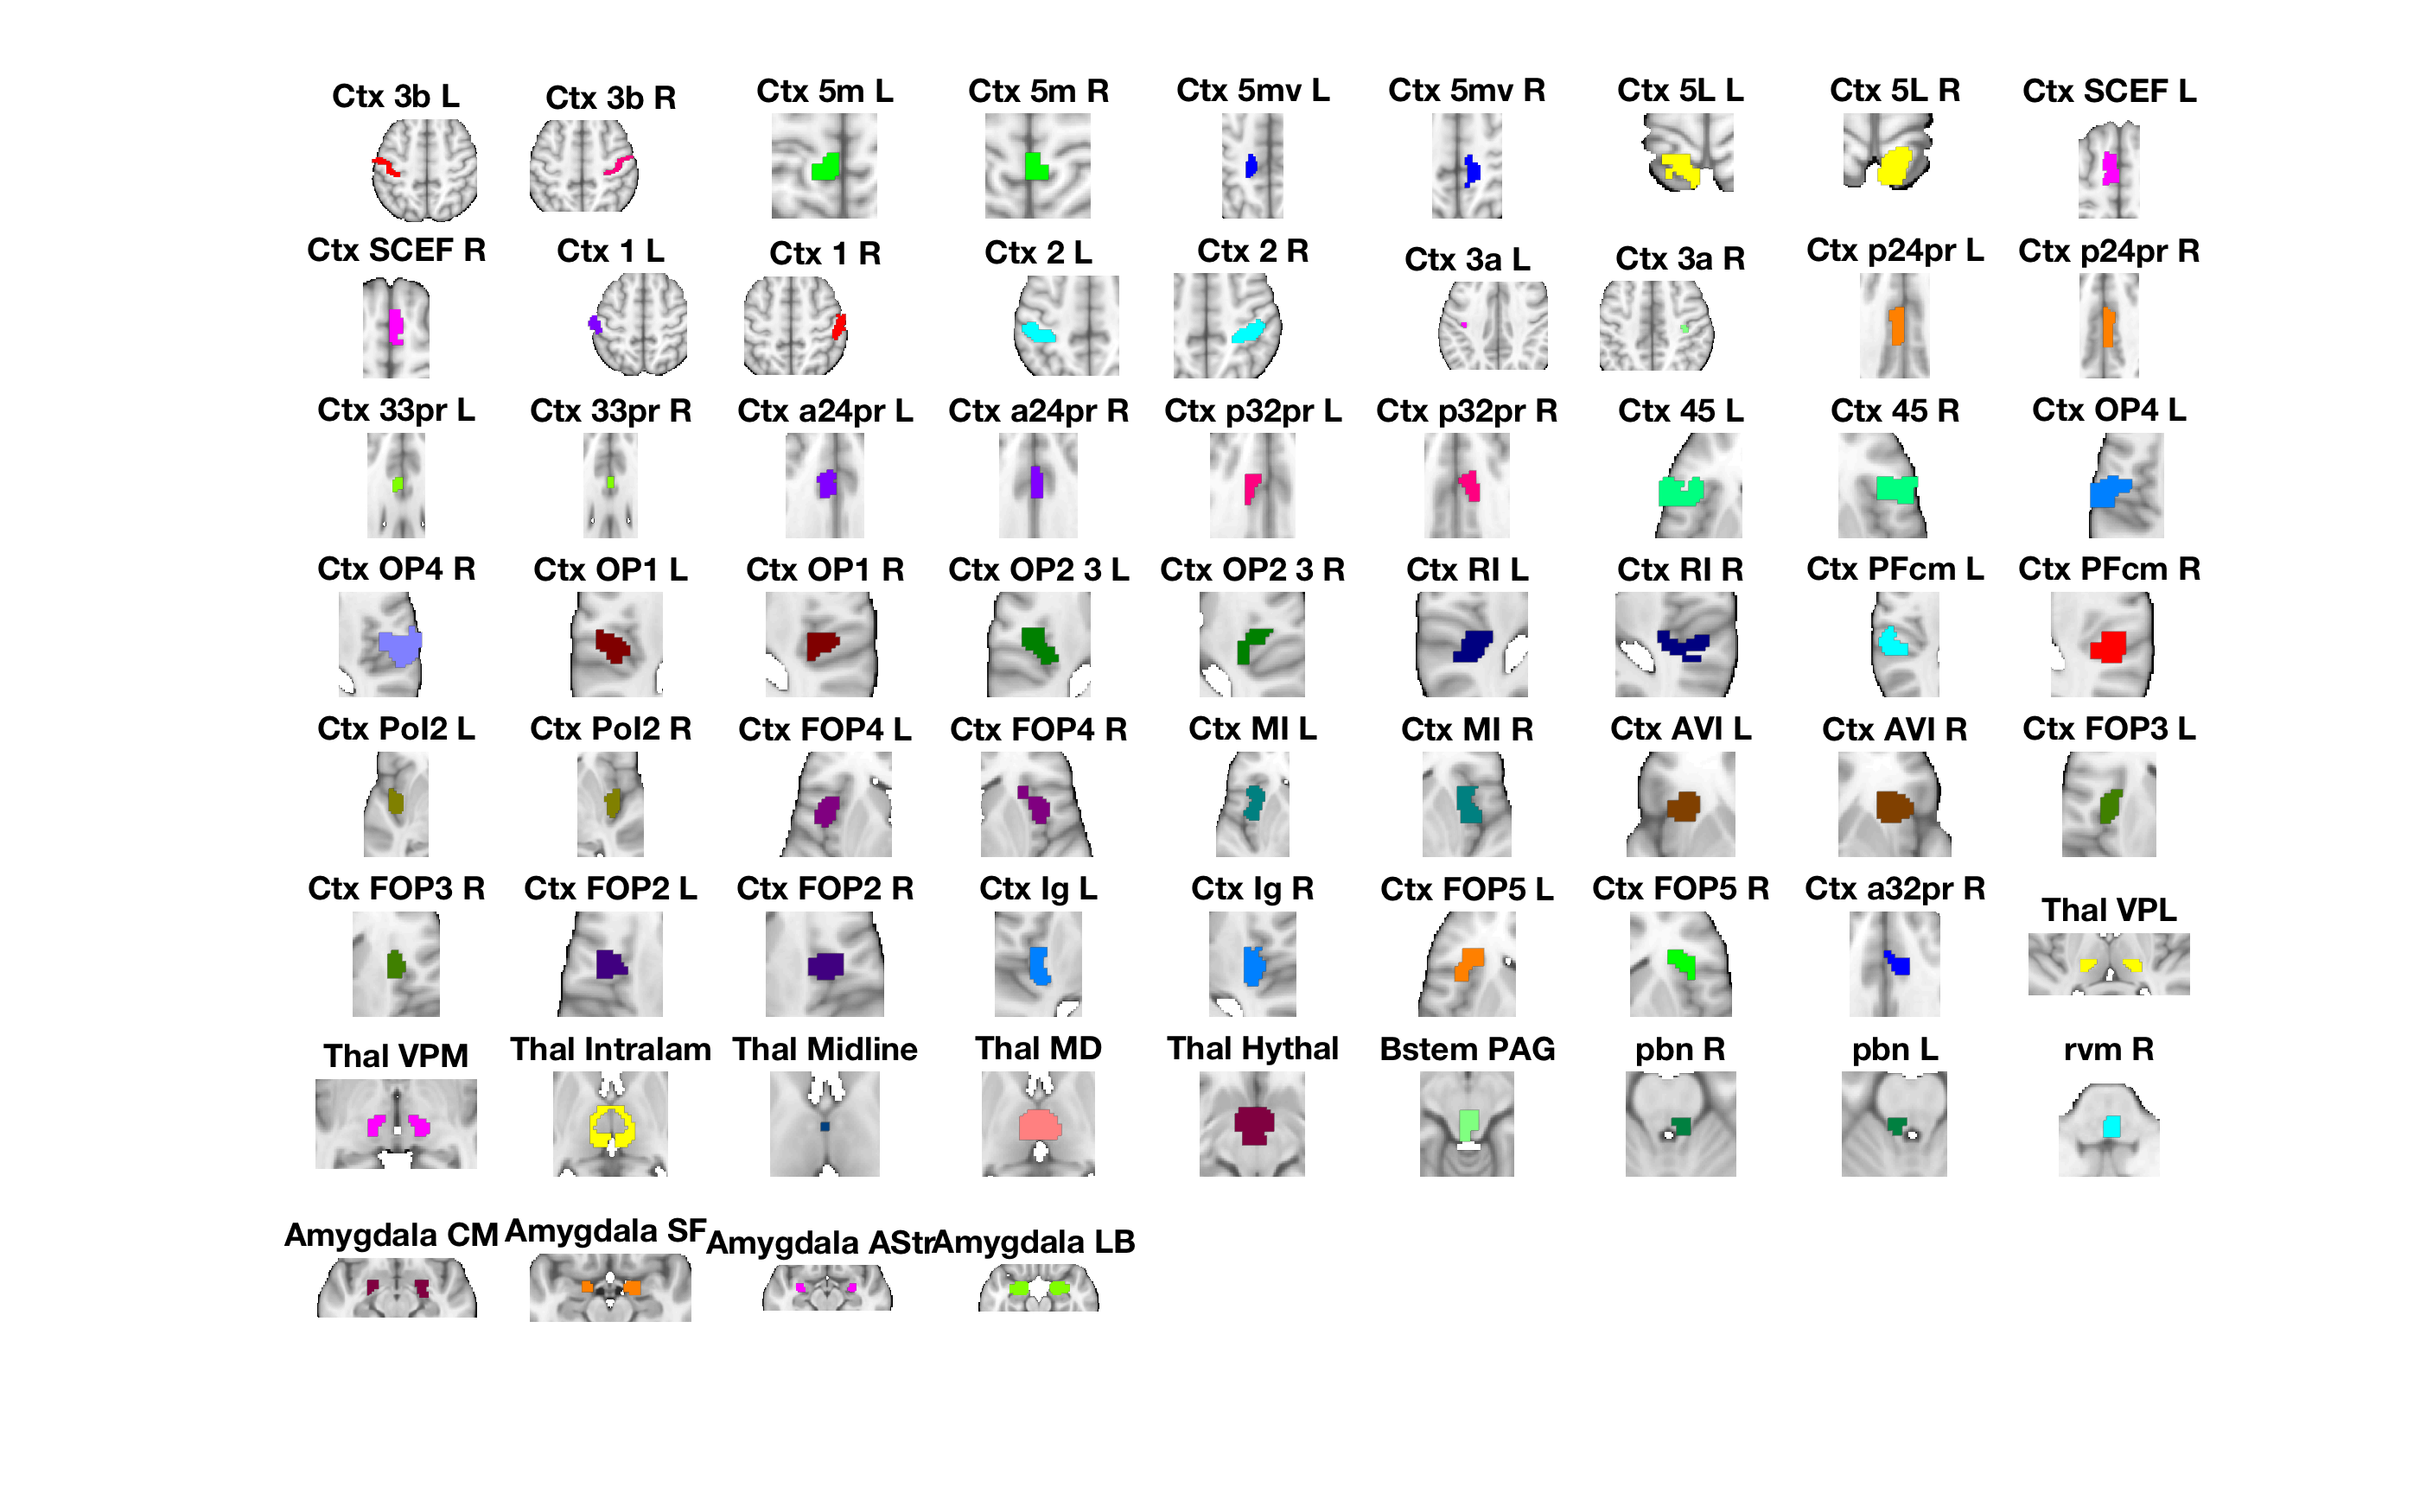 Ctx 3b L Ctx 3b R Ctx 5m L Ctx 5m R Ctx 5mv L Ctx 5mv R Ctx 5L L Ctx 5L R Ctx SCEF L
Ctx SCEF R Ctx 1 L Ctx 1 R Ctx 2 L Ctx 2 R Ctx 3a L Ctx 3a R Ctx p24pr L Ctx p24pr R
Ctx 33pr L Ctx 33pr R Ctx a24pr L Ctx a24pr R Ctx p32pr L Ctx p32pr R Ctx 45 L Ctx 45 R Ctx OP4 L
Ctx OP4 R Ctx OP1 L Ctx OP1 R Ctx OP2 3 L Ctx OP2 3 R Ctx RI L Ctx RI R Ctx PFcm L Ctx PFcm R
Ctx PoI2 L Ctx PoI2 R Ctx FOP4 L Ctx FOP4 R Ctx MI L Ctx MI R Ctx AVI L Ctx AVI R Ctx FOP3 L
Ctx FOP3 R Ctx FOP2 L Ctx FOP2 R Ctx Ig L Ctx Ig R Ctx FOP5 L Ctx FOP5 R Ctx a32pr R Thal VPL
Thal VPM Thal Intralam Thal Midline Thal MD Thal Hythal Bstem PAG pbn R pbn L rvm R
Amygdala CM Amygdala SF Amygdala AStr Amygdala LB